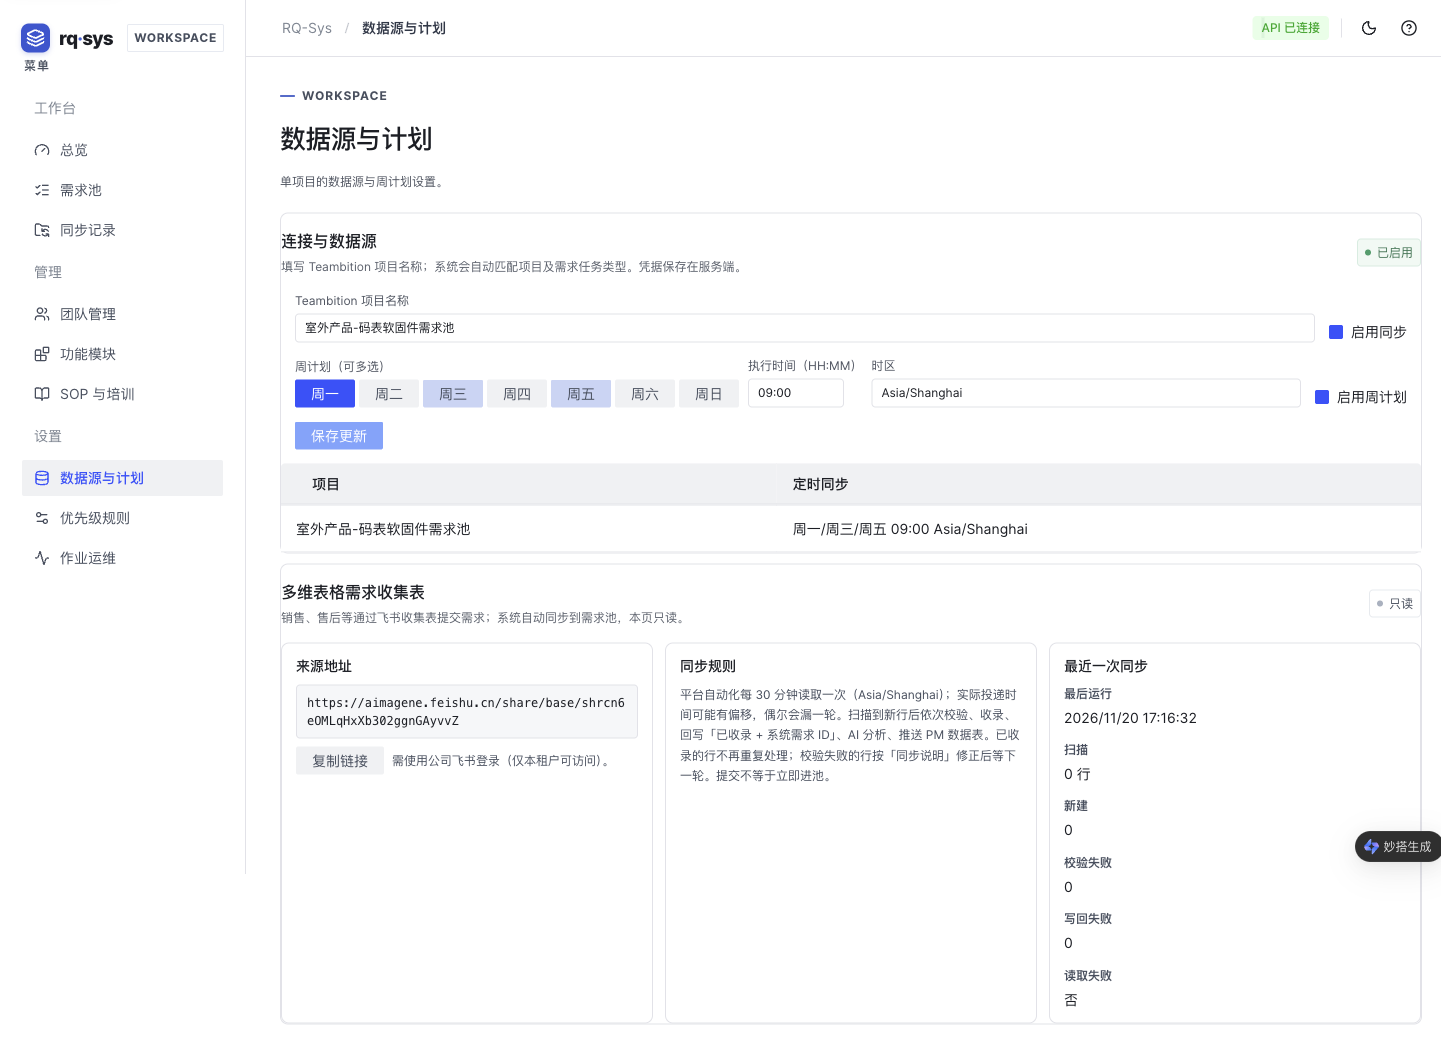 rq·sys WORKSPACE
菜单
工作台
总览
需求池
同步记录
管理
团队管理
功能模块
SOP 与培训
设置
数据源与计划
优先级规则
作业运维
RQ-Sys / 数据源与计划
API 已连接
WORKSPACE
数据源与计划
单项目的数据源与周计划设置。
连接与数据源
填写 Teambition 项目名称；系统会自动匹配项目及需求任务类型。凭据保存在服务端。
已启用
Teambition 项目名称
室外产品-码表软固件需求池
启用同步
周计划（可多选） 执行时间（HH:MM） 时区
周一 周二 周三 周四 周五 周六 周日 09:00 Asia/Shanghai 启用周计划
保存更新
项目 定时同步
室外产品-码表软固件需求池 周一/周三/周五 09:00 Asia/Shanghai
多维表格需求收集表
销售、售后等通过飞书收集表提交需求；系统自动同步到需求池，本页只读。
只读
来源地址
https://aimagene.feishu.cn/share/base/shrcn6
eOMLqHxXb302ggnGAyvvZ
复制链接 需使用公司飞书登录（仅本租户可访问）。
同步规则
平台自动化每 30 分钟读取一次（Asia/Shanghai）；实际投递时
间可能有偏移，偶尔会漏一轮。扫描到新行后依次校验、收录、
回写「已收录 + 系统需求 ID」、AI 分析、推送 PM 数据表。已收
录的行不再重复处理；校验失败的行按「同步说明」修正后等下
一轮。提交不等于立即进池。
最近一次同步
最后运行
2026/11/20 17:16:32
扫描
0 行
新建
0
校验失败
0
写回失败
0
读取失败
否
妙搭生成